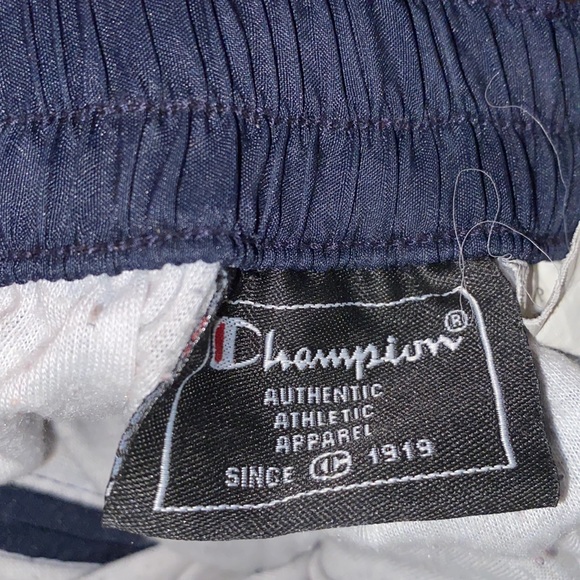 Champion®
AUTHENTIC
ATHLETIC
APPAREL
SINCE C 1919